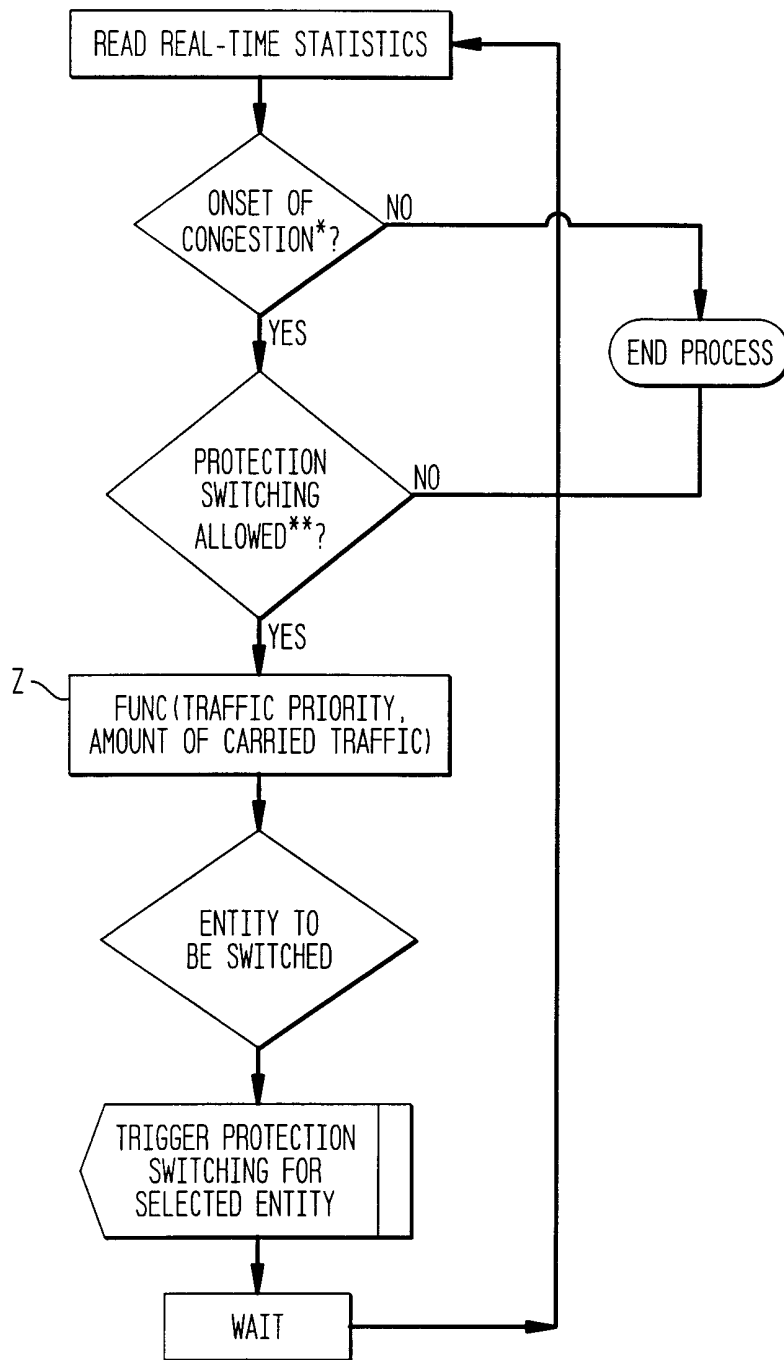 READ REAL-TIME STATISTICS
ONSET OF
CONGESTION*?
NO
YES
END PROCESS
PROTECTION
SWITCHING
ALLOWED**?
NO
YES
Z
FUNC(TRAFFIC PRIORITY,
AMOUNT OF CARRIED TRAFFIC)
ENTITY TO
BE SWITCHED
TRIGGER PROTECTION
SWITCHING FOR
SELECTED ENTITY
WAIT